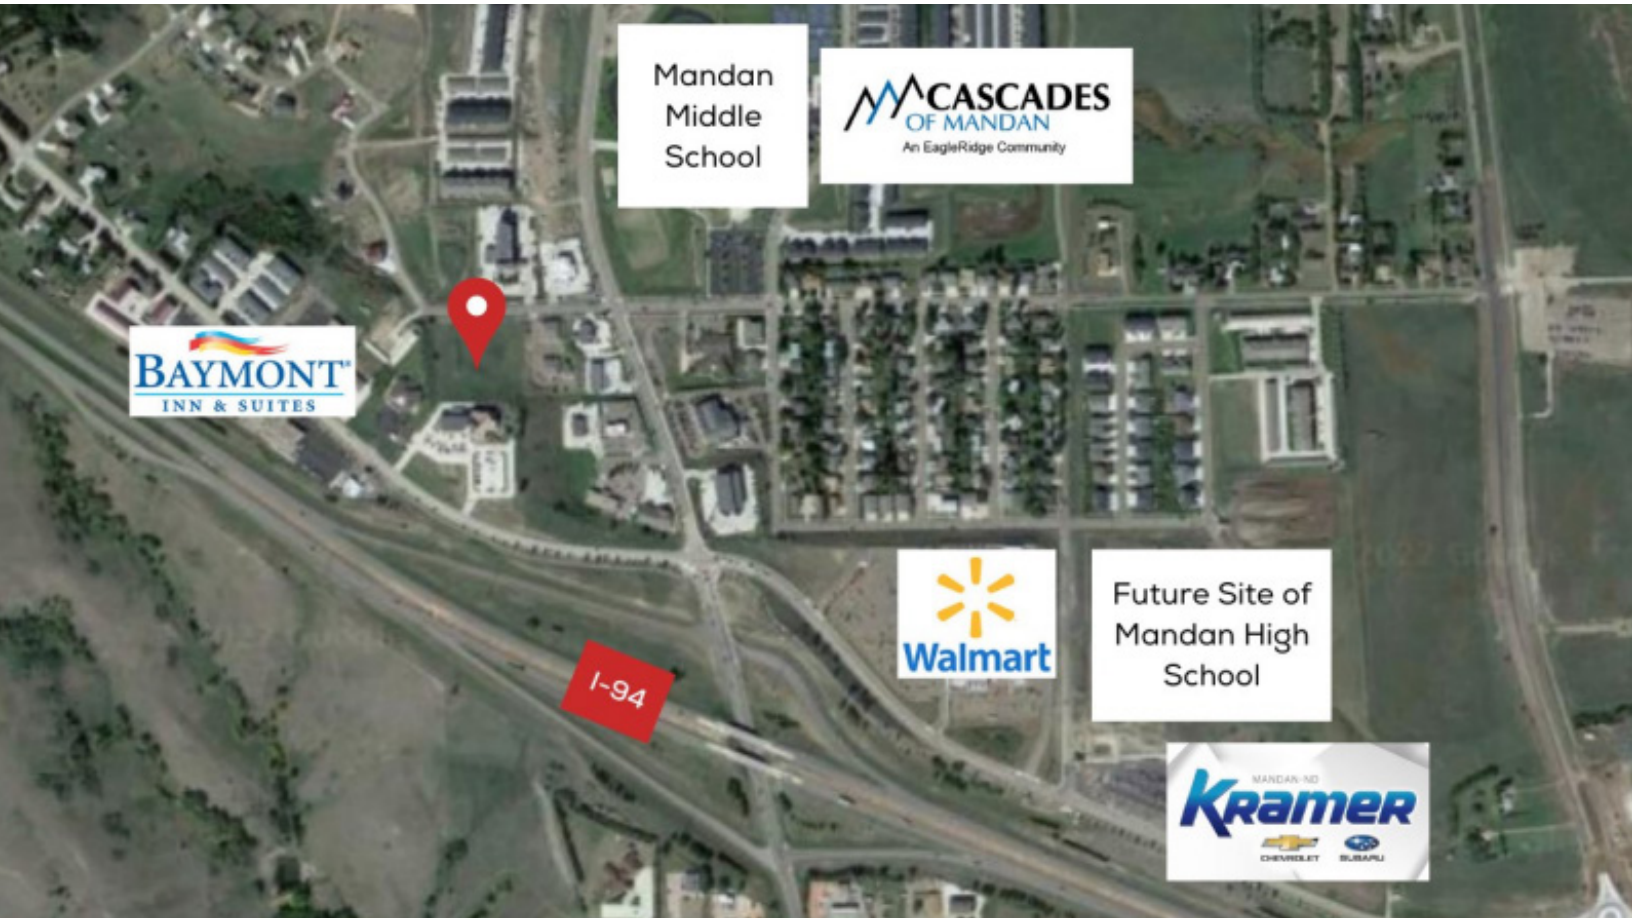 Mandan
Middle
School
CASCADES
OF MANDAN
An EagleRidge Community
BAYMONT
INN & SUITES
I-94
Walmart
Future Site of
Mandan High
School
MANDAN-ND
KRAMER
CHEVROLET SUBARU